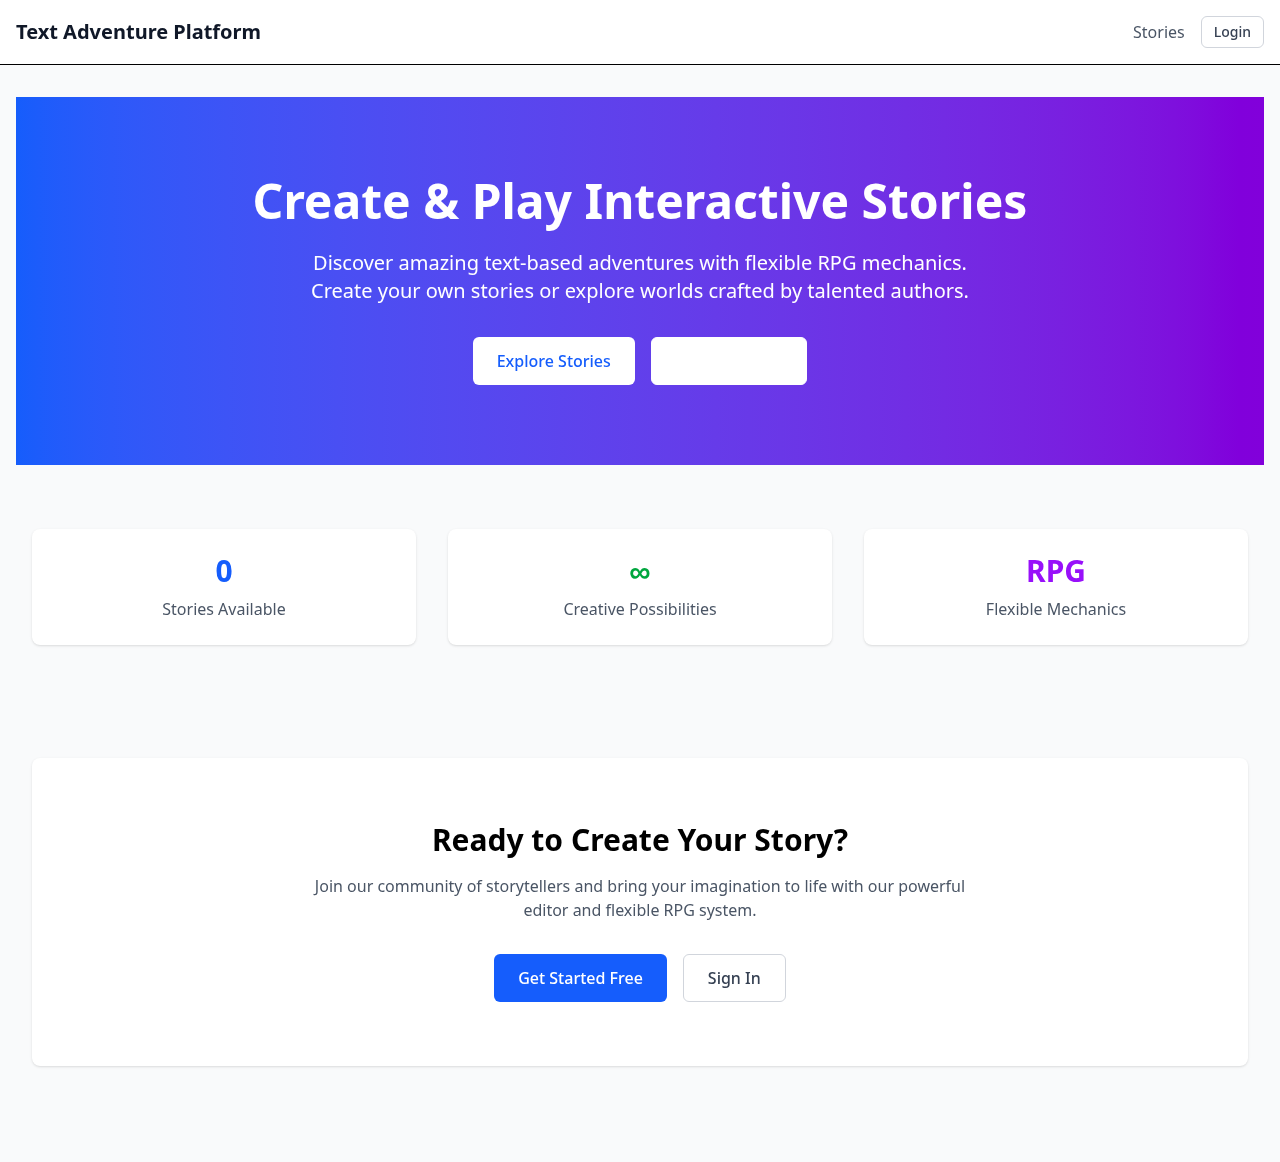 Text Adventure Platform
Stories
Login
Create & Play Interactive Stories
Discover amazing text-based adventures with flexible RPG mechanics.
Create your own stories or explore worlds crafted by talented authors.
Explore Stories
0
Stories Available
∞
Creative Possibilities
RPG
Flexible Mechanics
Ready to Create Your Story?
Join our community of storytellers and bring your imagination to life with our powerful
editor and flexible RPG system.
Get Started Free
Sign In